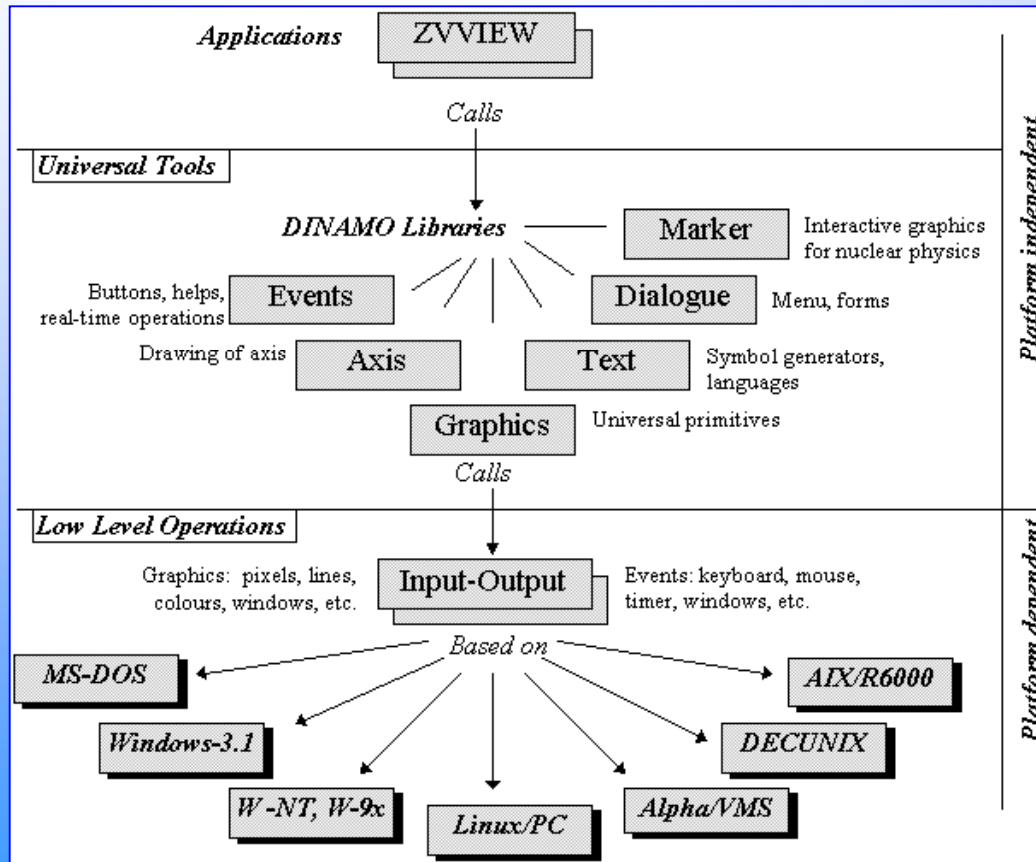 Applications
ZVVIEW
Calls
Universal Tools
DINAMO Libraries
Marker
Interactive graphics
for nuclear physics
Buttons, helps,
real-time operations
Events
Dialogue
Menu, forms
Drawing of axis
Axis
Text
Symbol generators,
languages
Graphics
Universal primitives
Calls
Platform independent
Low Level Operations
Graphics: pixels, lines,
colours, windows, etc.
Input-Output
Events: keyboard, mouse,
timer, windows, etc.
Based on
MS-DOS
AIX/R6000
Windows-3.1
DECUNIX
W-NT, W-9x
Linux/PC
Alpha/VMS
Platform dependent